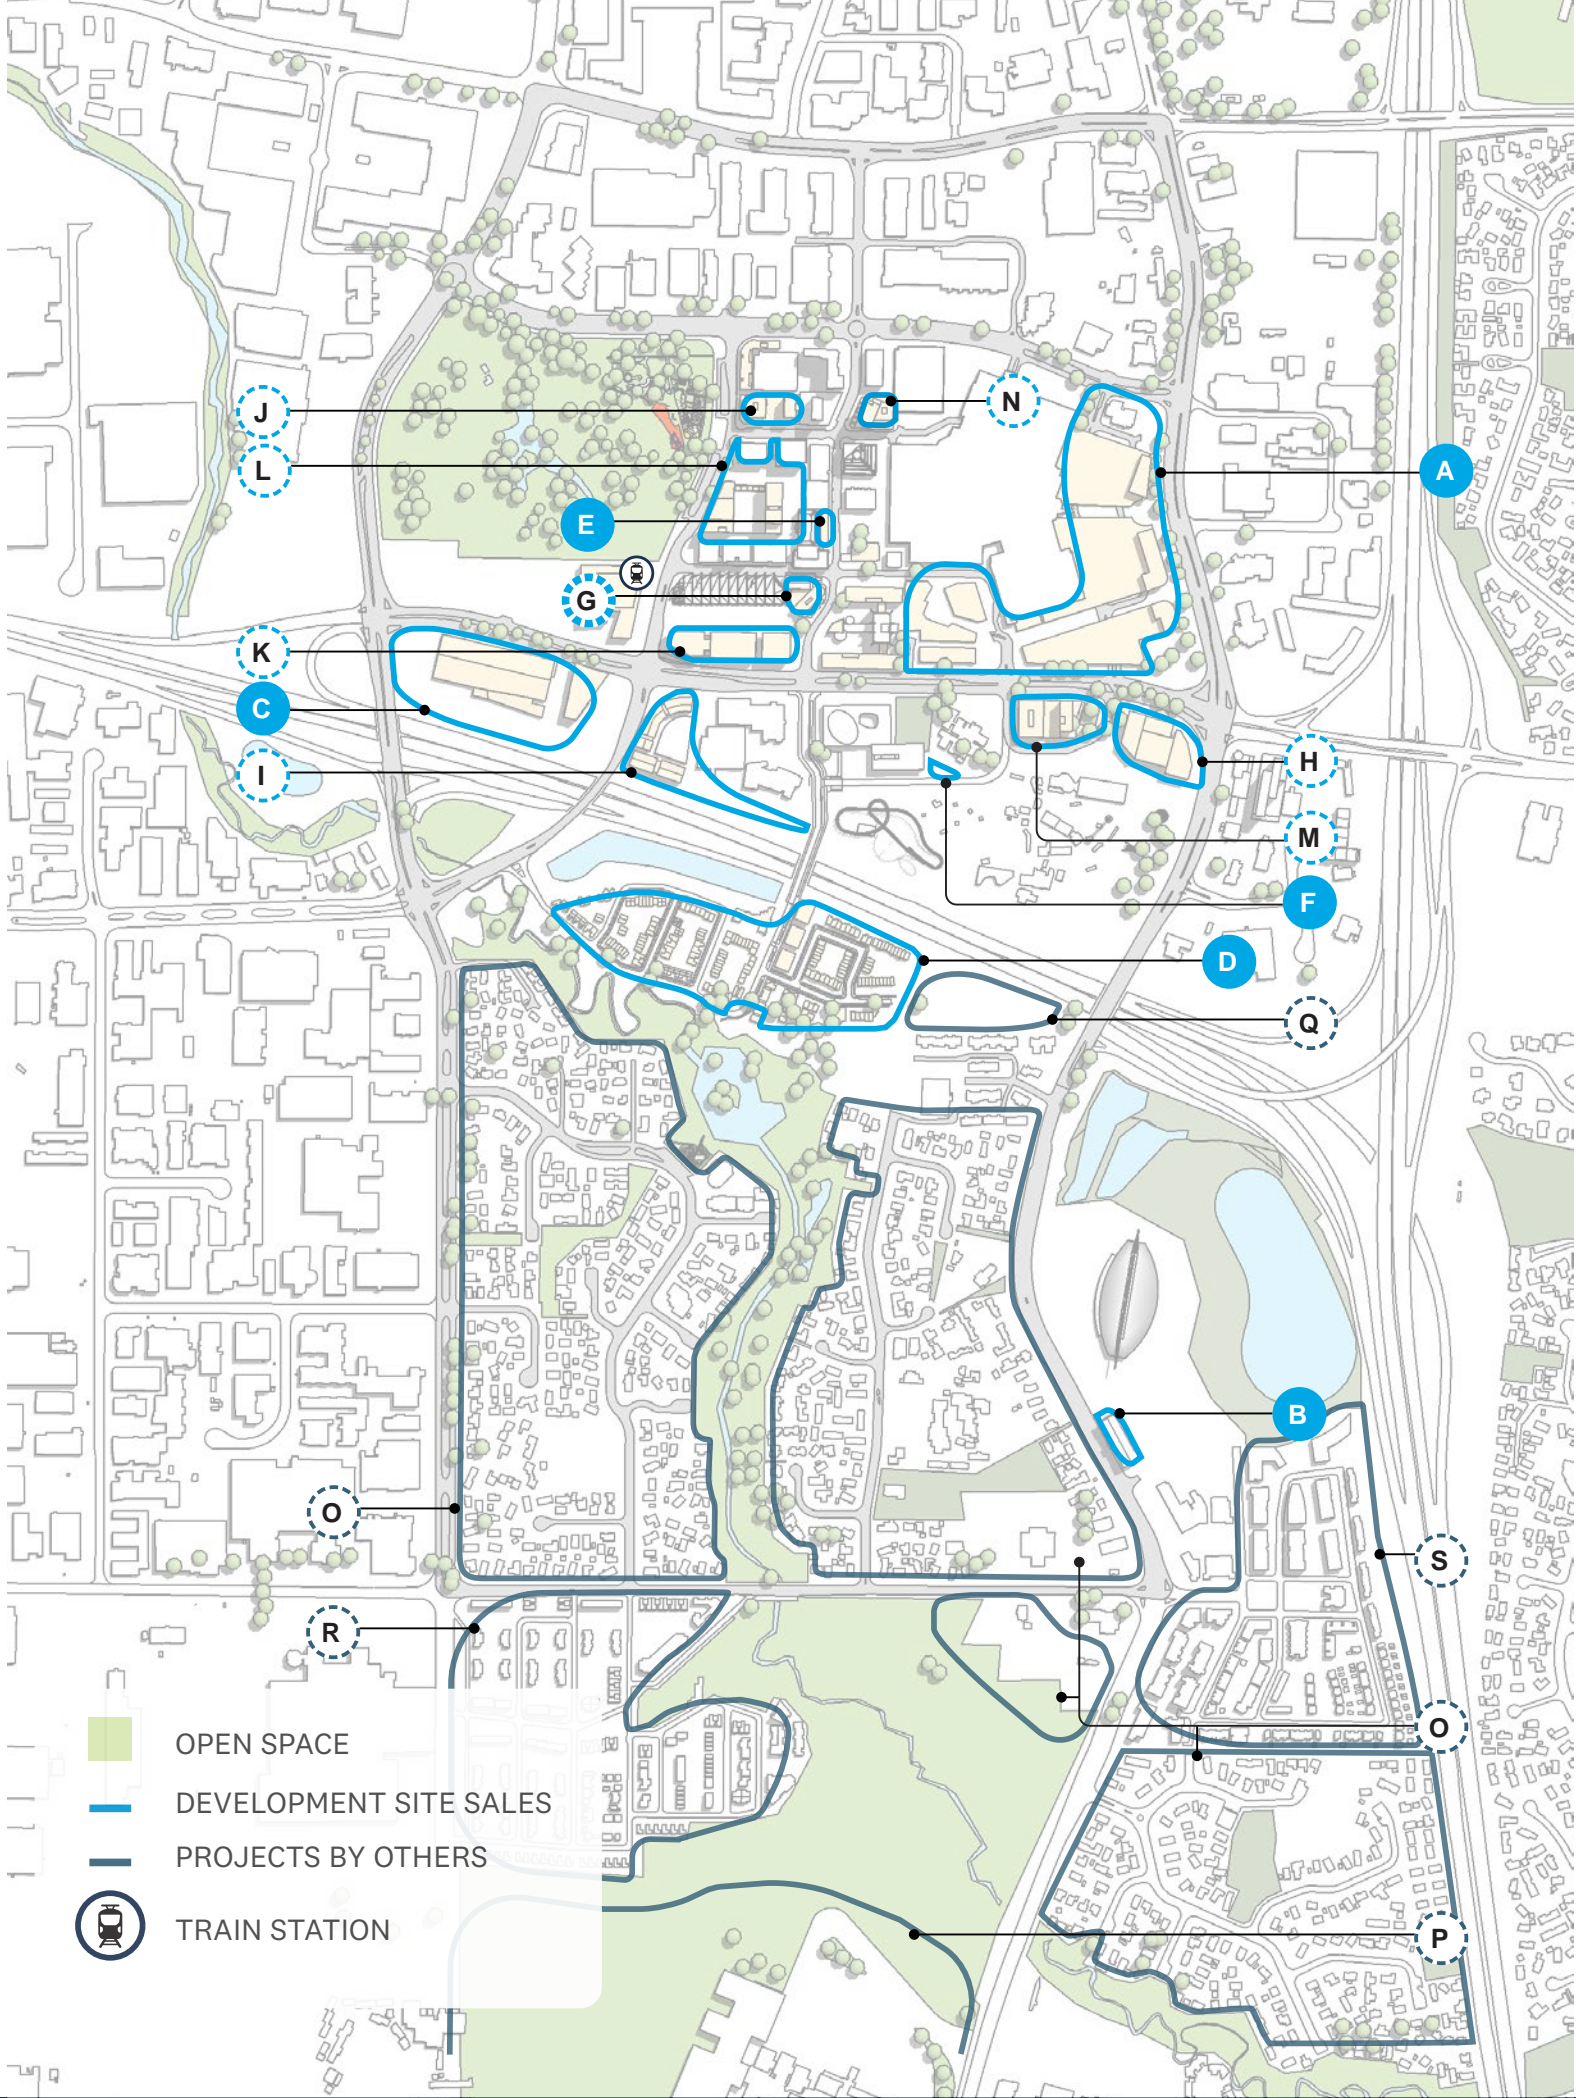 J
N
L
A
E
G
K
C
I
H
M
F
D
Q
B
O
S
R
O
OPEN SPACE
DEVELOPMENT SITE SALES
PROJECTS BY OTHERS
TRAIN STATION
P